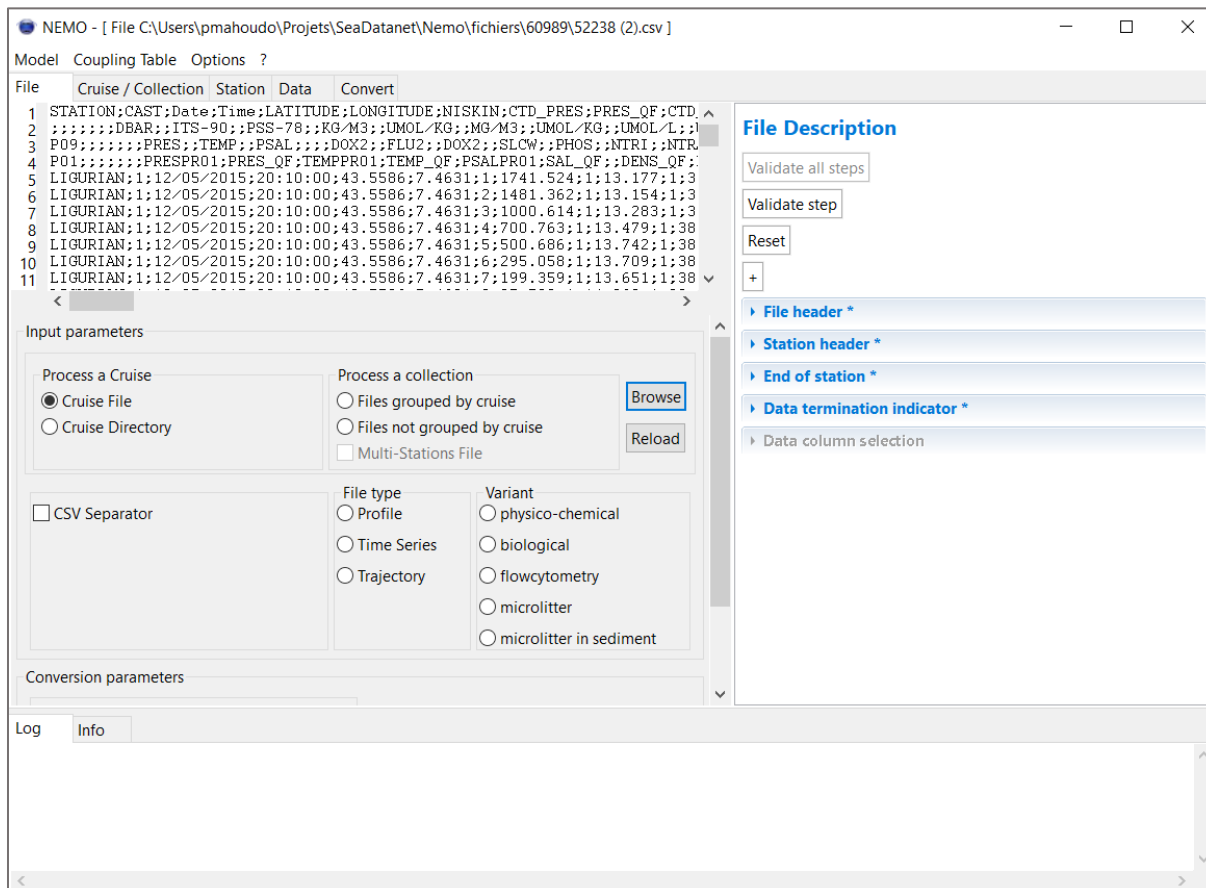 NEMO - [ File C:\Users\pmahoudo\Projets\SeaDatanet\Nemo\fichiers\60989\52238 (2).csv ]
Model Coupling Table Options ?
File Cruise / Collection Station Data Convert
1 STATION;CAST;Date;Time;LATITUDE;LONGITUDE;NISKIN;CTD_PRES;PRES_QF;CTD_
2 ;;;;;;;DBAR;;ITS-90;;PSS-78;;KG/M3;;UMOL/KG;;MG/M3;;UMOL/KG;;UMOL/L;;
3 P09;;;;;;;PRES;;TEMP;;PSAL;;;;DOX2;;FLU2;;DOX2;;SLCW;;PHOS;;NTRI;;NTR
4 P01;;;;;;;PRESPR01;PRES_QF;TEMPPR01;TEMP_QF;PSALPR01;SAL_QF;;DENS_QF;
5 LIGURIAN;1;12/05/2015;20:10:00;43.5586;7.4631;1;1741.524;1;13.177;1;3
6 LIGURIAN;1;12/05/2015;20:10:00;43.5586;7.4631;2;1481.362;1;13.154;1;3
7 LIGURIAN;1;12/05/2015;20:10:00;43.5586;7.4631;3;1000.614;1;13.283;1;3
8 LIGURIAN;1;12/05/2015;20:10:00;43.5586;7.4631;4;700.763;1;13.479;1;38
9 LIGURIAN;1;12/05/2015;20:10:00;43.5586;7.4631;5;500.686;1;13.742;1;38
10 LIGURIAN;1;12/05/2015;20:10:00;43.5586;7.4631;6;295.058;1;13.709;1;38
11 LIGURIAN;1;12/05/2015;20:10:00;43.5586;7.4631;7;199.359;1;13.651;1;38
Input parameters
Process a Cruise
Cruise File
Cruise Directory
Process a collection
Files grouped by cruise
Files not grouped by cruise
Multi-Stations File
Browse
Reload
CSV Separator
File type
Profile
Time Series
Trajectory
Variant
physico-chemical
biological
flowcytometry
microlitter
microlitter in sediment
Conversion parameters
File Description
Validate all steps
Validate step
Reset
+
File header *
Station header *
End of station *
Data termination indicator *
Data column selection
Log Info